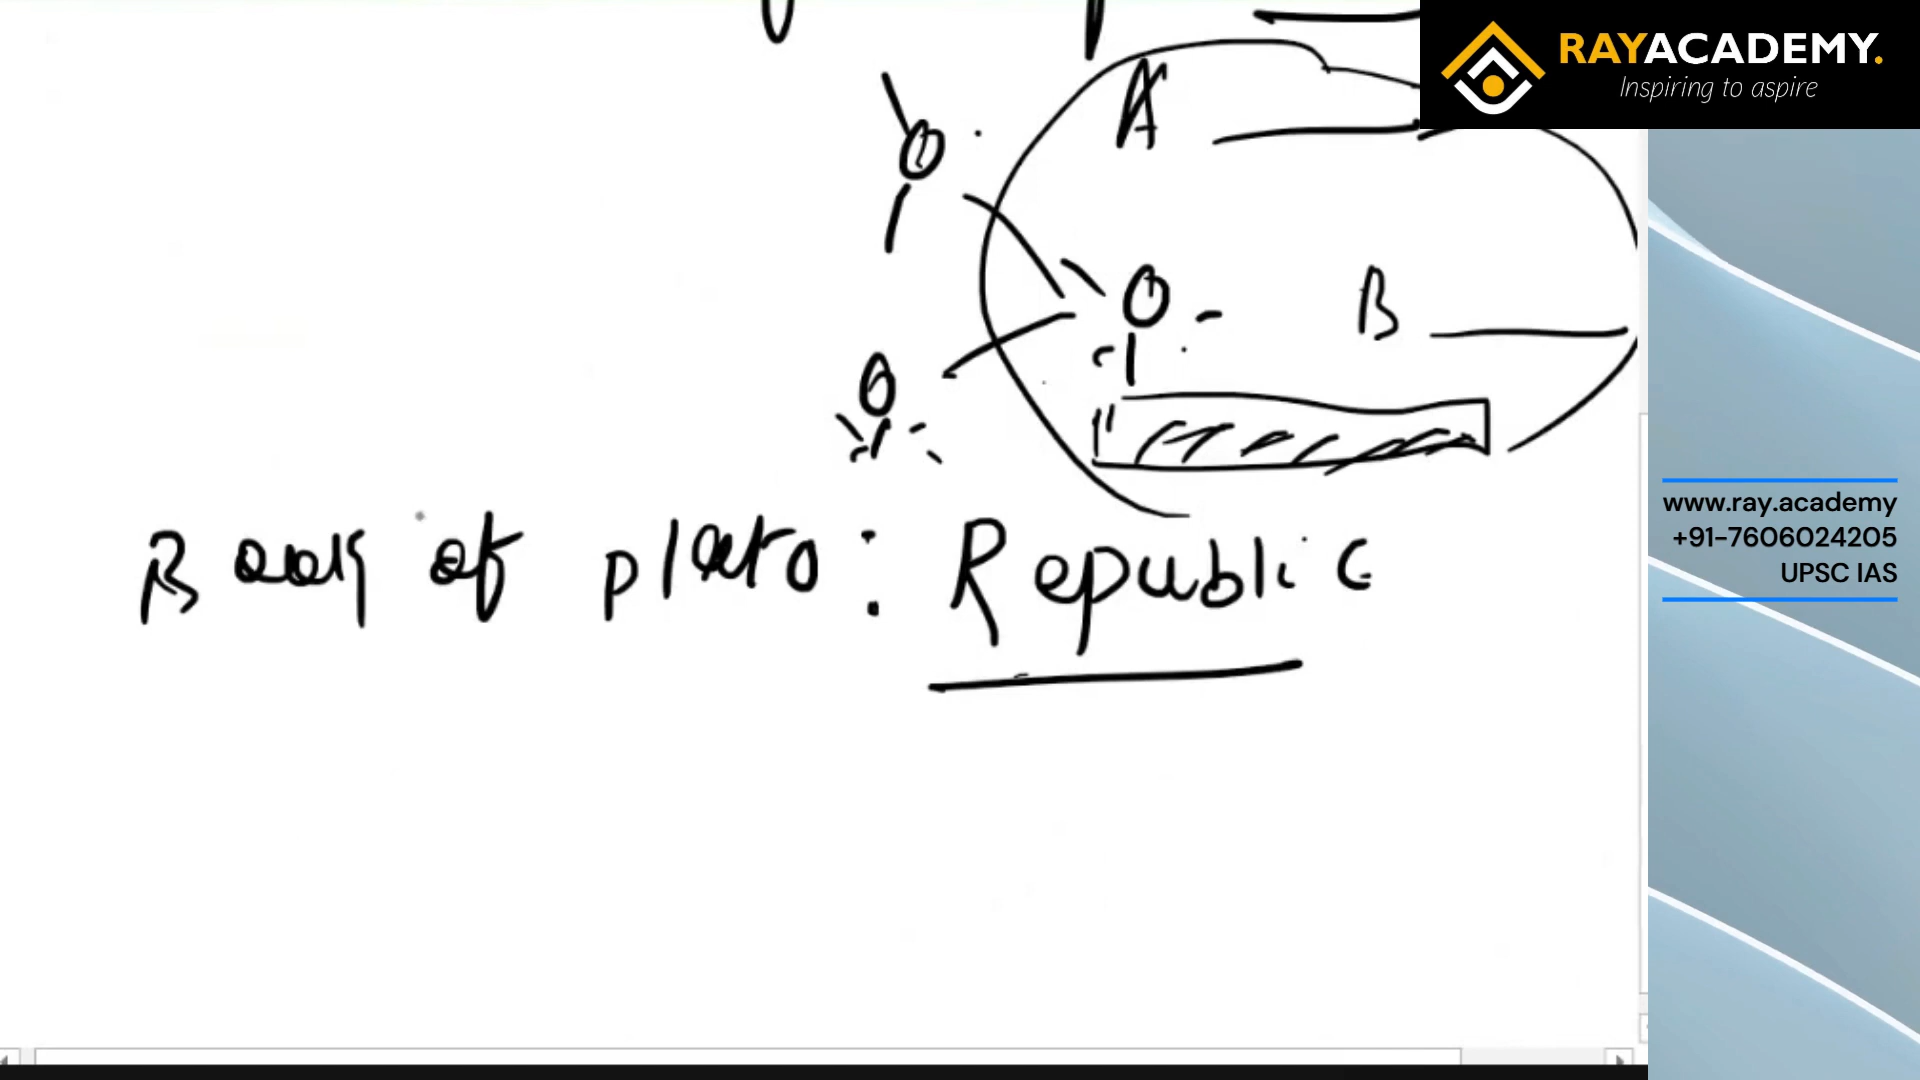 RAYACADEMY.
Inspiring to aspire
A
B
Book of plato : Republic
www.ray.academy
+91-7606024205
UPSC IAS